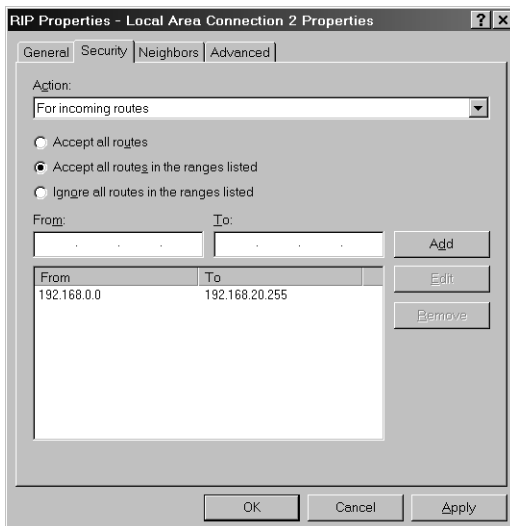 RIP Properties - Local Area Connection 2 Properties
General Security Neighbors Advanced
Action:
For incoming routes
Accept all routes
Accept all routes in the ranges listed
Ignore all routes in the ranges listed
From: To:
Add
From To
Edit
192.168.0.0 192.168.20.255
Remove
OK Cancel Apply